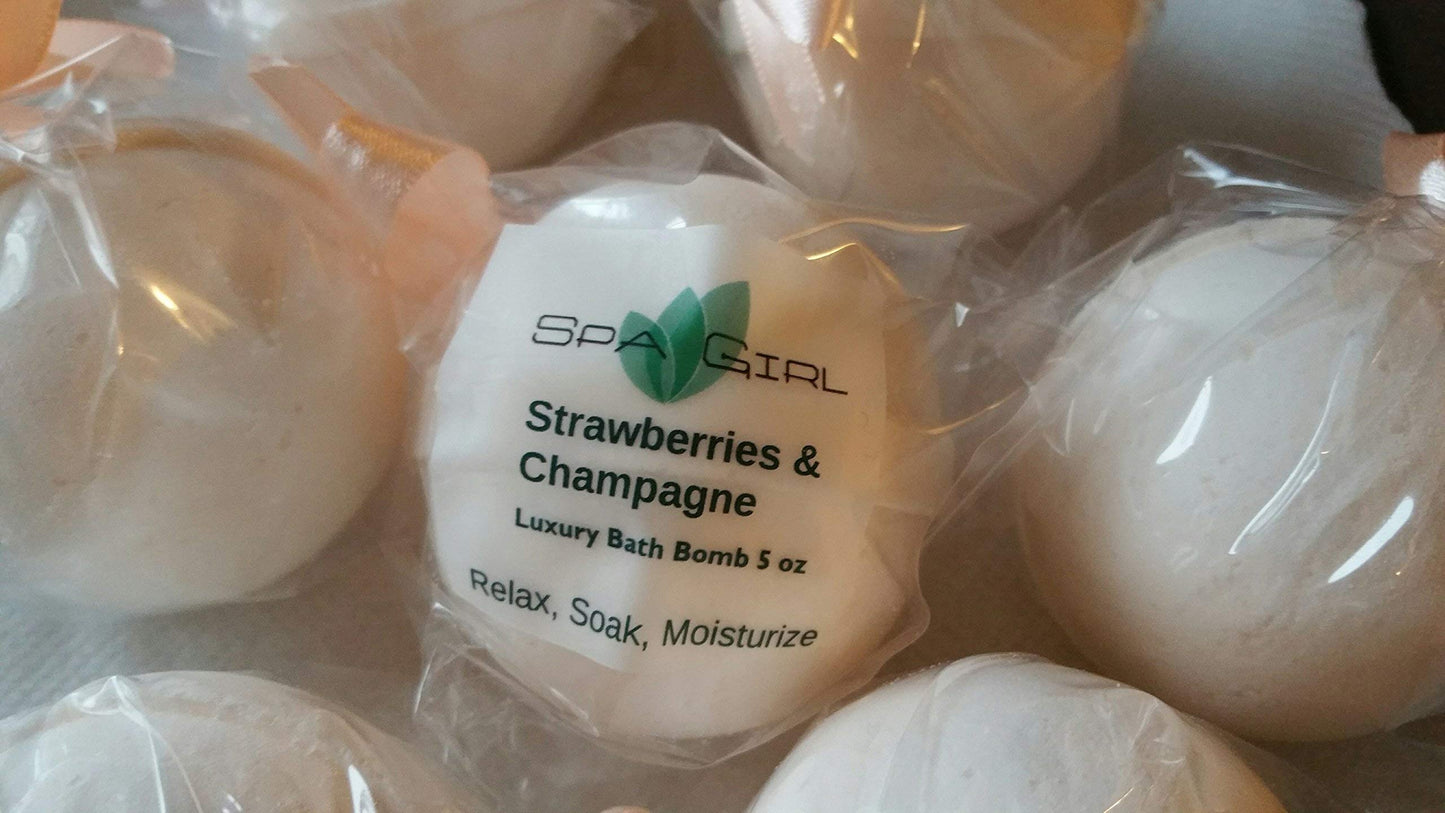 SPA GIRL
Strawberries &
Champagne
Luxury Bath Bomb 5 oz
Relax, Soak, Moisturize